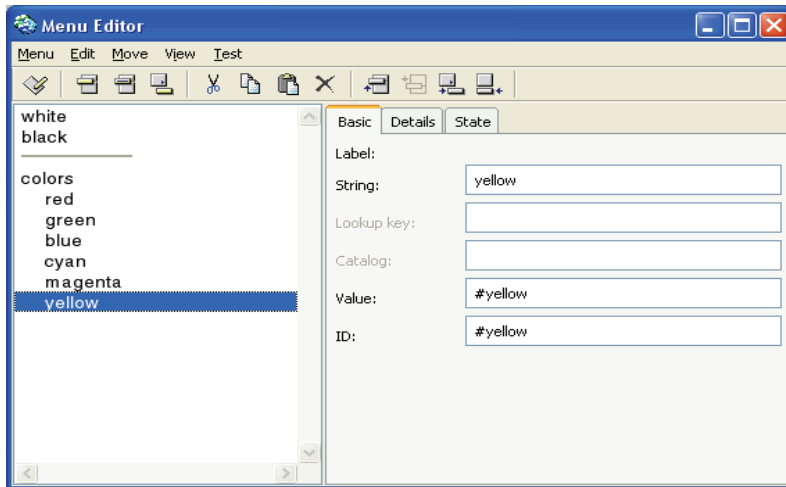 Menu Editor
Menu Edit Move View Test
white
black
colors
red
green
blue
cyan
magenta
yellow
Basic Details State
Label:
String: yellow
Lookup key:
Catalog:
Value: #yellow
ID: #yellow